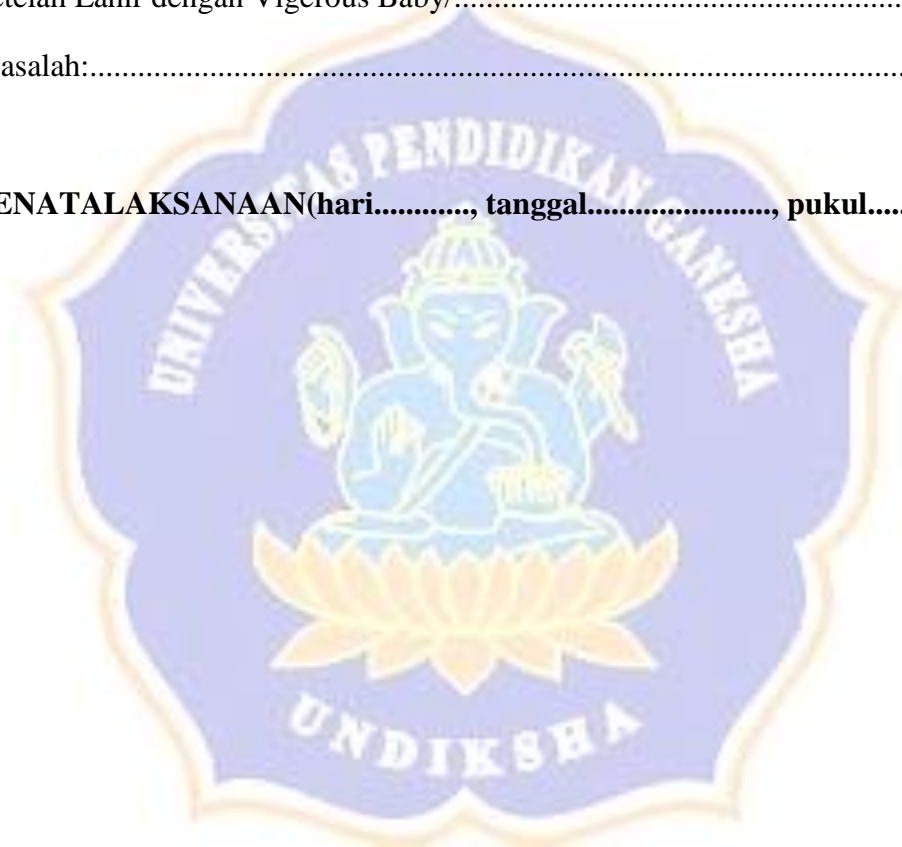 etelah Lahir dengan Vigerous Baby/........................................................
asalah:.....................................................................................................
ENATALAKSANAAN(hari............, tanggal......................., pukul.....
UNIVERSITAS PENDIDIKAN GANESHA
UNDIKSHA